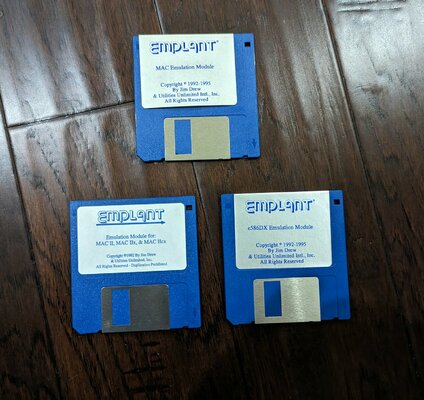 EMPLANT
MAC Emulation Module
Copyright © 1992-1995
By Jim Drew
& Utilities Unlimited Intl., Inc.
All Rights Reserved
EMPLANT
Emulation Module for:
MAC II, MAC IIx, & MAC IIcx
Copyright ©1992 By Jim Drew
& Utilities Unlimited, Inc.
All Rights Reserved - Duplication Prohibited
EMPLANT
e586DX Emulation Module
Copyright © 1992-1995
By Jim Drew
& Utilities Unlimited Intl., Inc.
All Rights Reserved